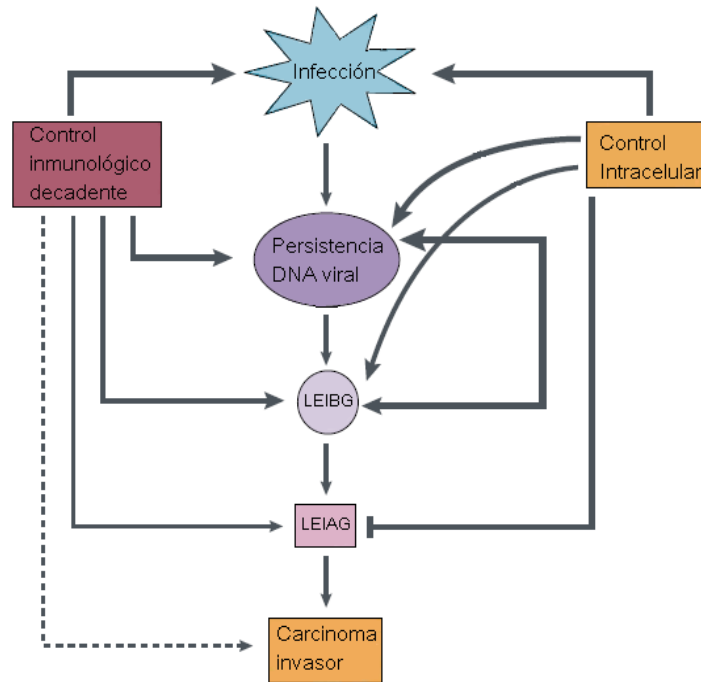 Infección
Control
inmunológico
decadente
Control
Intracelular
Persistencia
DNA viral
LEIBG
LEIAG
Carcinoma
invasor